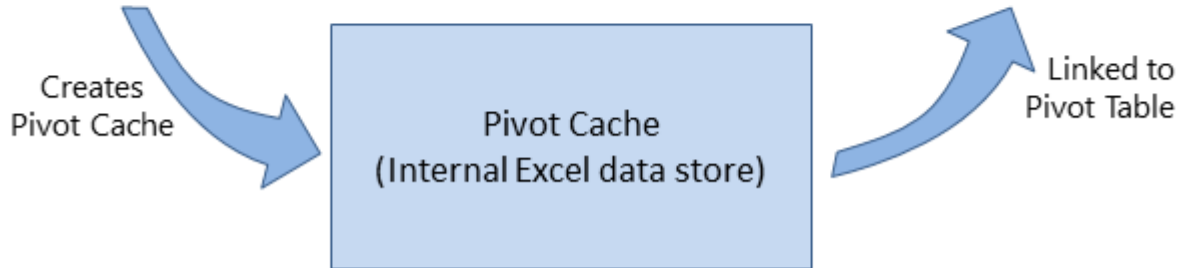 Creates
Pivot Cache
Pivot Cache
(Internal Excel data store)
Linked to
Pivot Table